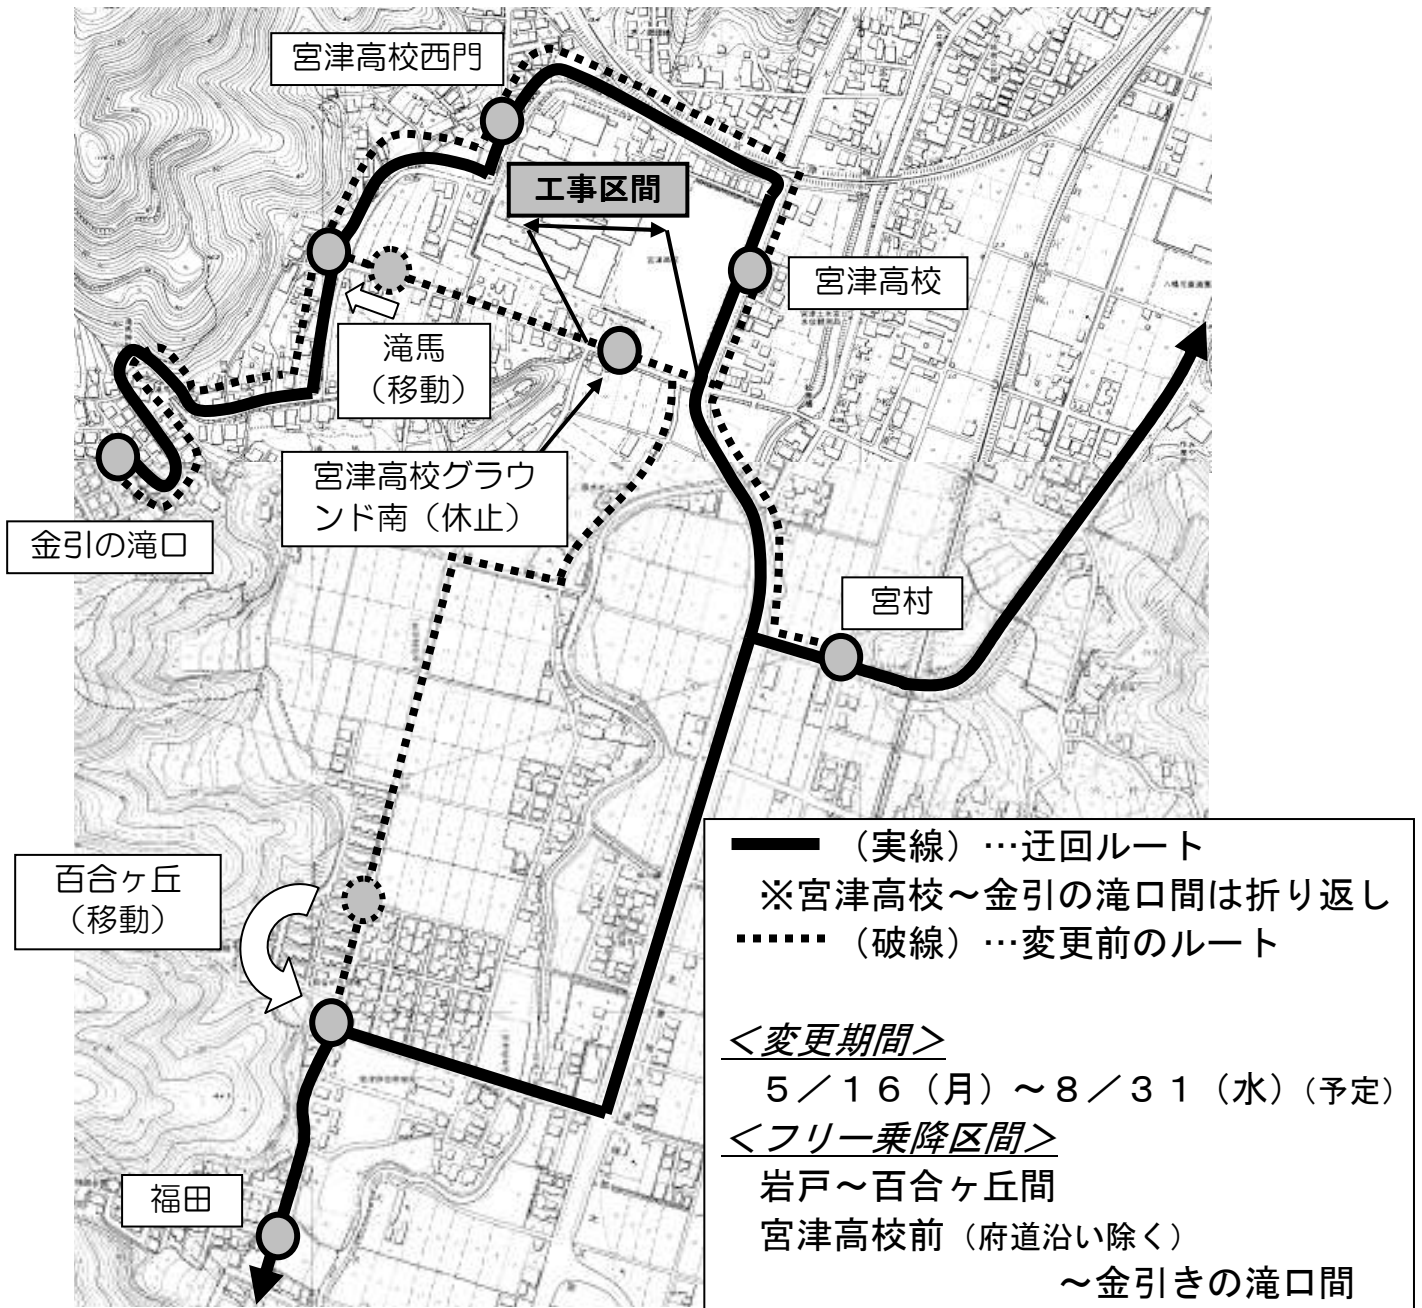 宮津高校西門
工事区間
宮津高校
滝馬
（移動）
宮津高校グラウ
ンド南（休止）
金引の滝口
宮村
百合ヶ丘
（移動）
福田
（実線）…迂回ルート
※宮津高校～金引の滝口間は折り返し
（破線）…変更前のルート
＜変更期間＞
５／１６（月）～８／３１（水）（予定）
＜フリー乗降区間＞
岩戸～百合ヶ丘間
宮津高校前（府道沿い除く）
～金引きの滝口間